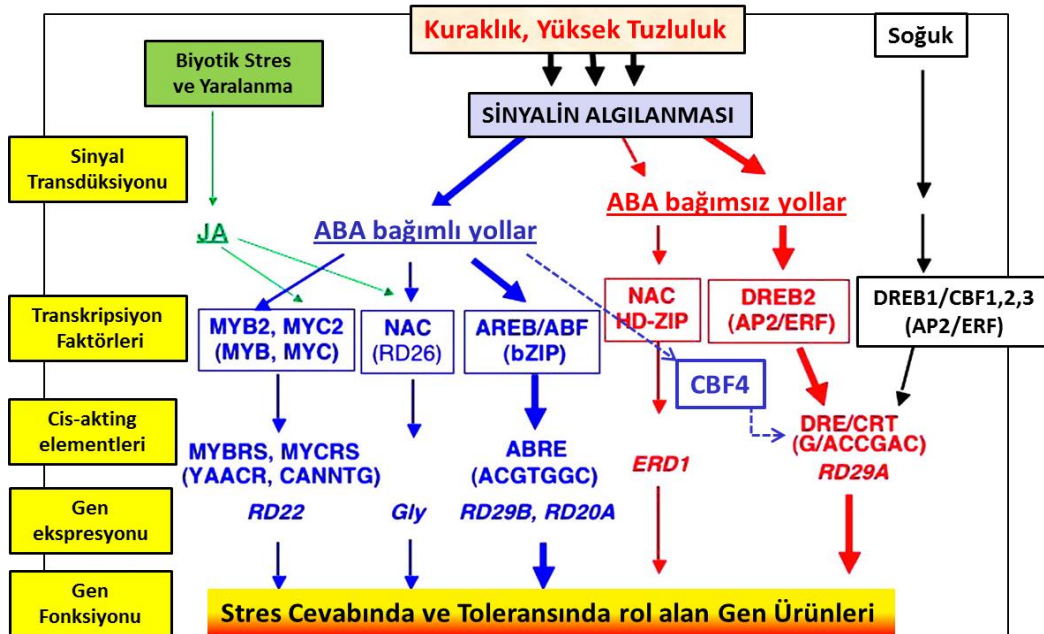 Kuraklık, Yüksek Tuzluluk
Soğuk
Biyotik Stres
ve Yaralanma
SİNYALİN ALGILANMASI
Sinyal
Transdüksiyonu
JA
ABA bağımlı yollar
ABA bağımsız yollar
Transkripsiyon
Faktörleri
MYB2, MYC2
(MYB, MYC)
NAC
(RD26)
AREB/ABF
(bZIP)
NAC
HD-ZIP
DREB2
(AP2/ERF)
DREB1/CBF1,2,3
(AP2/ERF)
CBF4
Cis-akting
elementleri
MYBRS, MYCRS
(YAACR, CANNTG)
ABRE
(ACGTGGC)
ERD1
DRE/CRT
(G/ACCGAC)
RD29A
Gen
ekspresyonu
RD22
Gly
RD29B, RD20A
Gen
Fonksiyonu
Stres Cevabında ve Toleransında rol alan Gen Ürünleri